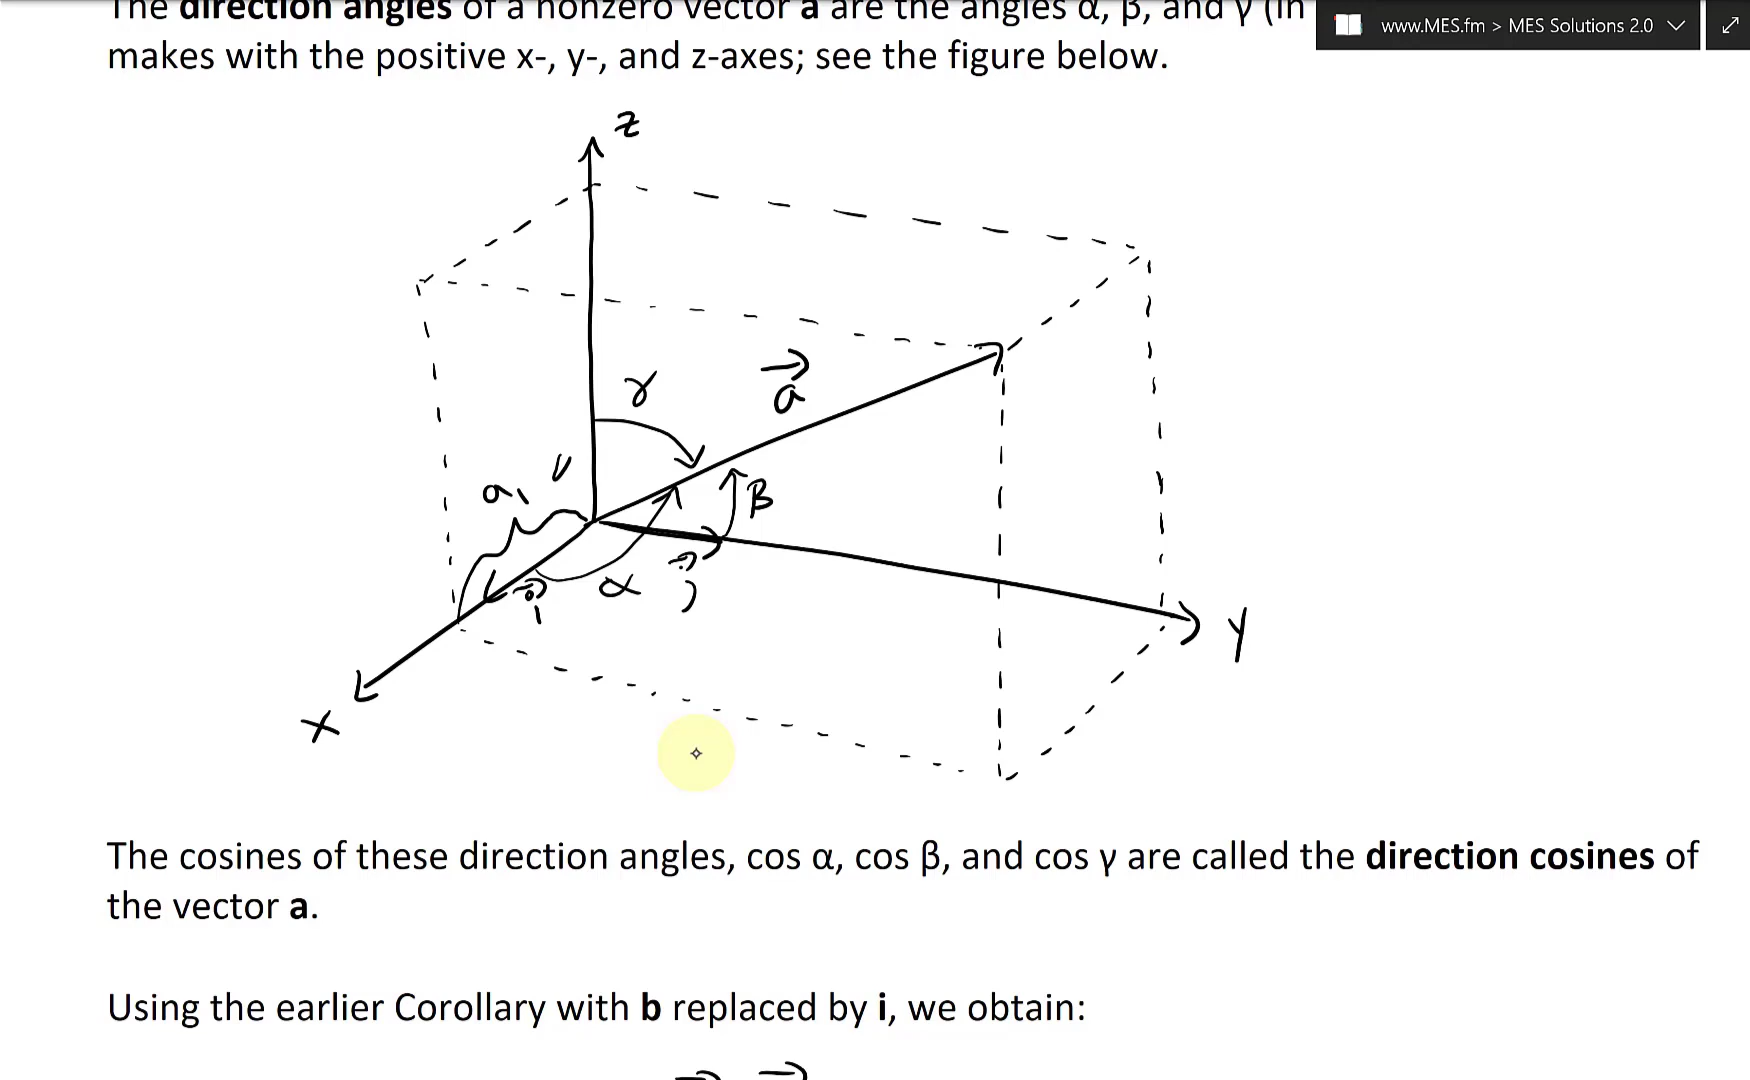 The direction angles of a nonzero vector a are the angles α, β, and γ (in
www.MES.fm > MES Solutions 2.0
makes with the positive x-, y-, and z-axes; see the figure below.
z
γ
a
a₁
β
i
α
j
y
x
The cosines of these direction angles, cos α, cos β, and cos γ are called the direction cosines of
the vector a.
Using the earlier Corollary with b replaced by i, we obtain: